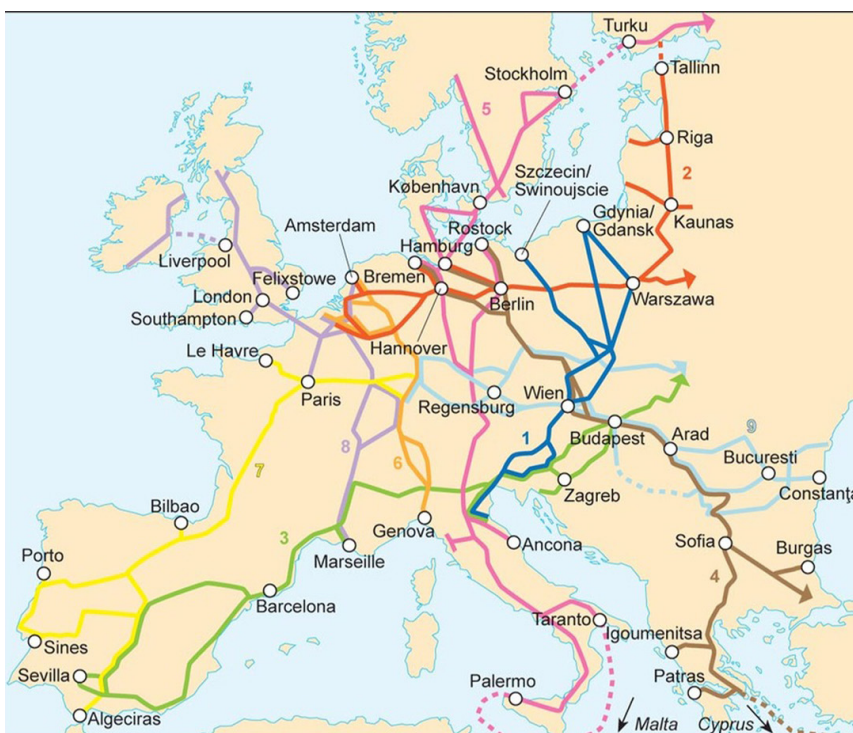 Turku
Stockholm
Tallinn
5
Riga
Szczecin/
Swinoujscie
2
København
Gdynia/
Gdansk
Kaunas
Amsterdam
Rostock
Hamburg
Liverpool
Felixstowe
Bremen
London
Berlin
Warszawa
Southampton
Hannover
Le Havre
Paris
Regensburg
Wien
1
Budapest
Arad
9
8
6
7
Bucuresti
Zagreb
Constanţa
Bilbao
Genova
3
Marseille
Ancona
Sofia
Burgas
Porto
4
Barcelona
Taranto
Igoumenitsa
Sines
Sevilla
Palermo
Patras
Algeciras
Malta
Cyprus